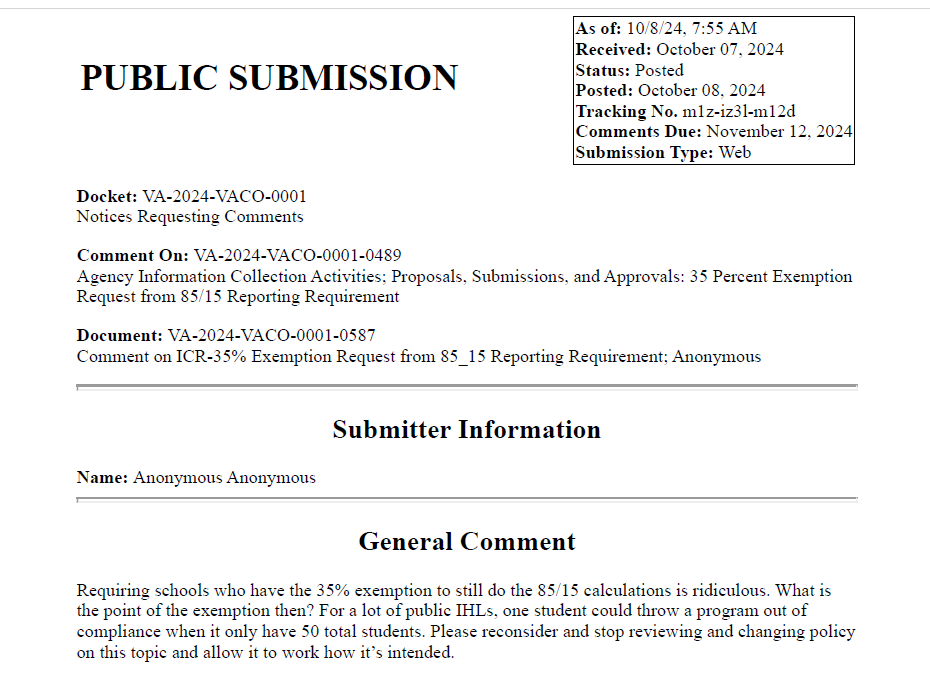 PUBLIC SUBMISSION
As of: 10/8/24, 7:55 AM
Received: October 07, 2024
Status: Posted
Posted: October 08, 2024
Tracking No. m1z-iz3l-m12d
Comments Due: November 12, 2024
Submission Type: Web
Docket: VA-2024-VACO-0001
Notices Requesting Comments
Comment On: VA-2024-VACO-0001-0489
Agency Information Collection Activities; Proposals, Submissions, and Approvals: 35 Percent Exemption
Request from 85/15 Reporting Requirement
Document: VA-2024-VACO-0001-0587
Comment on ICR-35% Exemption Request from 85_15 Reporting Requirement; Anonymous
Submitter Information
Name: Anonymous Anonymous
General Comment
Requiring schools who have the 35% exemption to still do the 85/15 calculations is ridiculous. What is
the point of the exemption then? For a lot of public IHLs, one student could throw a program out of
compliance when it only have 50 total students. Please reconsider and stop reviewing and changing policy
on this topic and allow it to work how it’s intended.